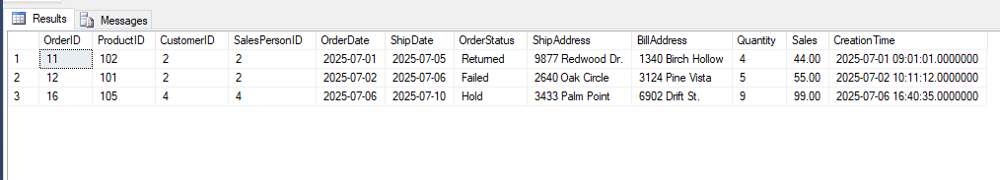 Results Messages
OrderID ProductID CustomerID SalesPersonID OrderDate ShipDate OrderStatus ShipAddress BillAddress Quantity Sales CreationTime
1 11 102 2 2 2025-07-01 2025-07-05 Returned 9877 Redwood Dr. 1340 Birch Hollow 4 44.00 2025-07-01 09:01:01.0000000
2 12 101 2 2 2025-07-02 2025-07-06 Failed 2640 Oak Circle 3124 Pine Vista 5 55.00 2025-07-02 10:11:12.0000000
3 16 105 4 4 2025-07-06 2025-07-10 Hold 3433 Palm Point 6902 Drift St. 9 99.00 2025-07-06 16:40:35.0000000